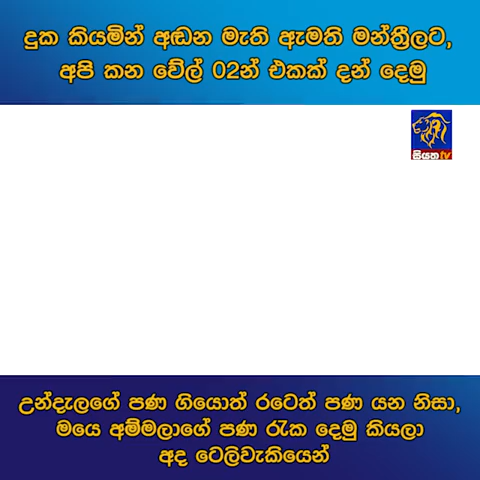 දුක කියමින් අඬන මැති ඇමති මන්ත්‍රීලට,
අපි කන වේල් 02න් එකක් දන් දෙමු
සියත tv
උන්දැලගේ පණ ගියොත් රටෙත් පණ යන නිසා,
මයෙ අම්මලාගේ පණ රැක දෙමු කියලා
අද ටෙලිවැකියෙන්